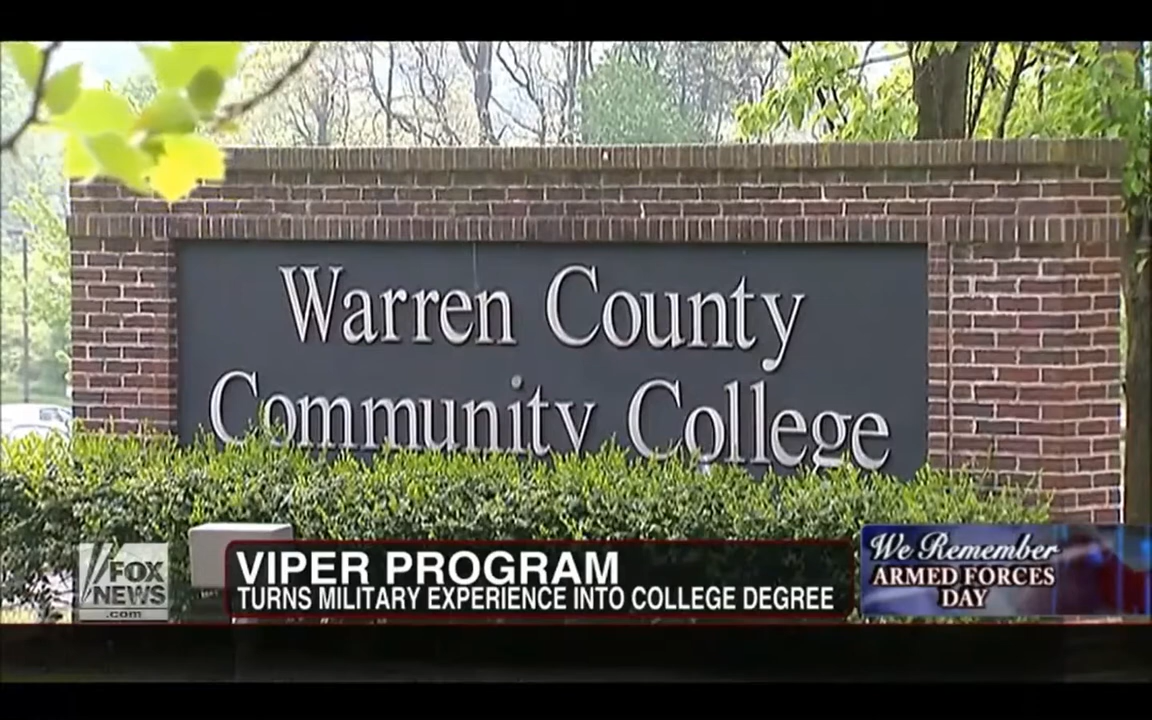 Warren County
Community College
VIPER PROGRAM
TURNS MILITARY EXPERIENCE INTO COLLEGE DEGREE
FOX
NEWS
.com
We Remember
ARMED FORCES
DAY